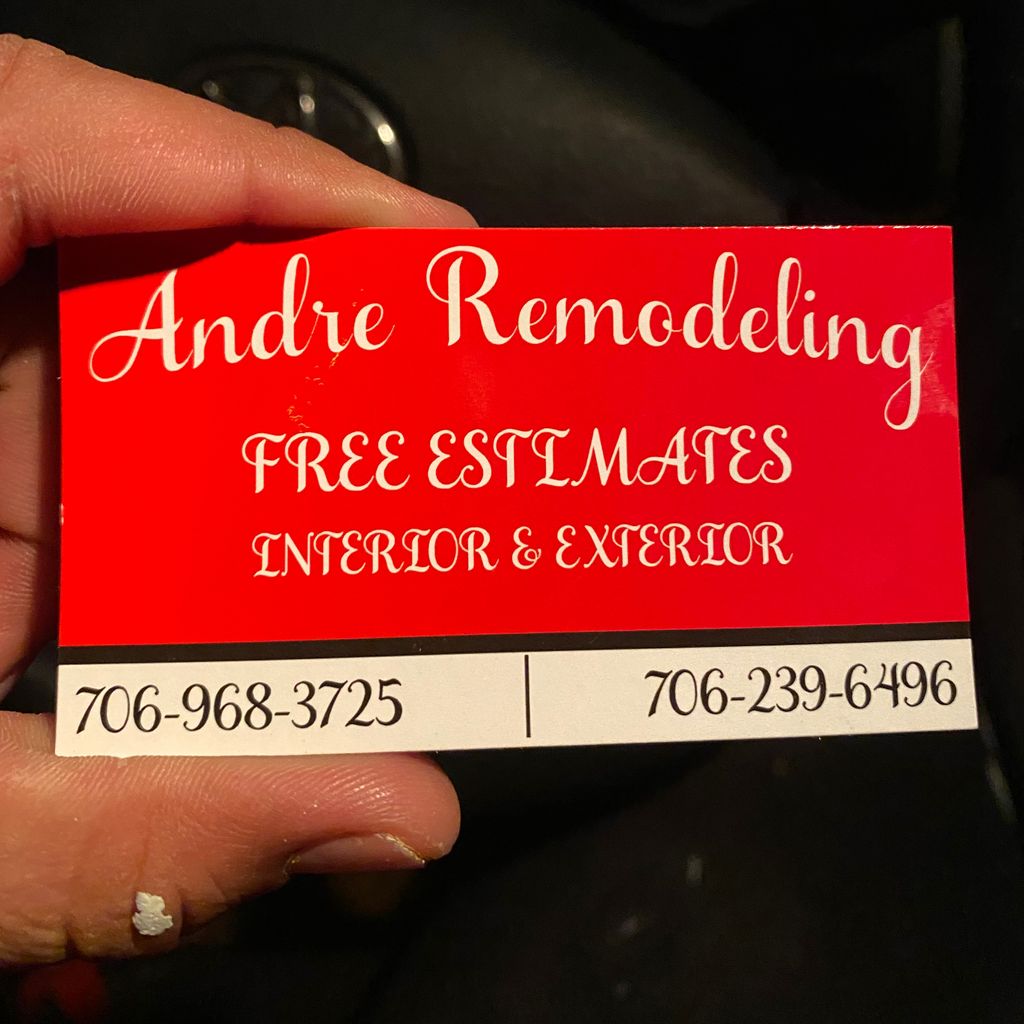 Andre Remodeling
FREE ESTIMATES
INTERIOR & EXTERIOR
706-968-3725 | 706-239-6496